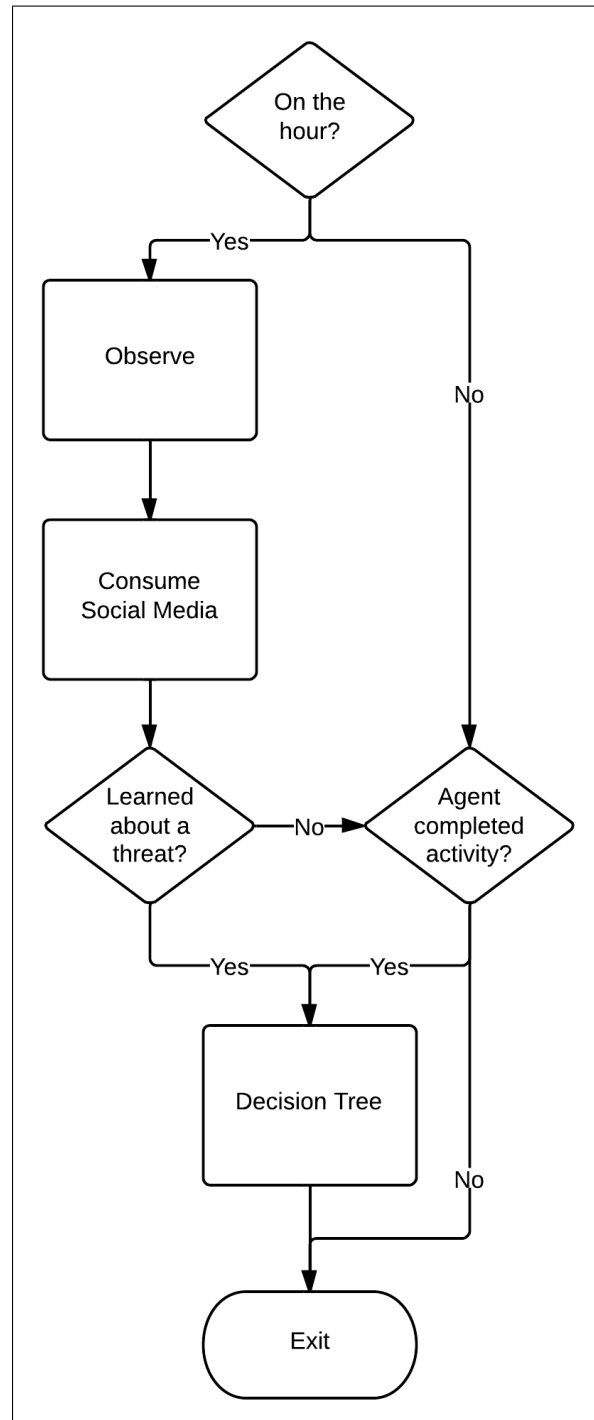 On the
hour?
Yes
Observe
No
Consume
Social Media
Learned
about a
threat?
No
Agent
completed
activity?
Yes
Yes
Decision Tree
No
Exit